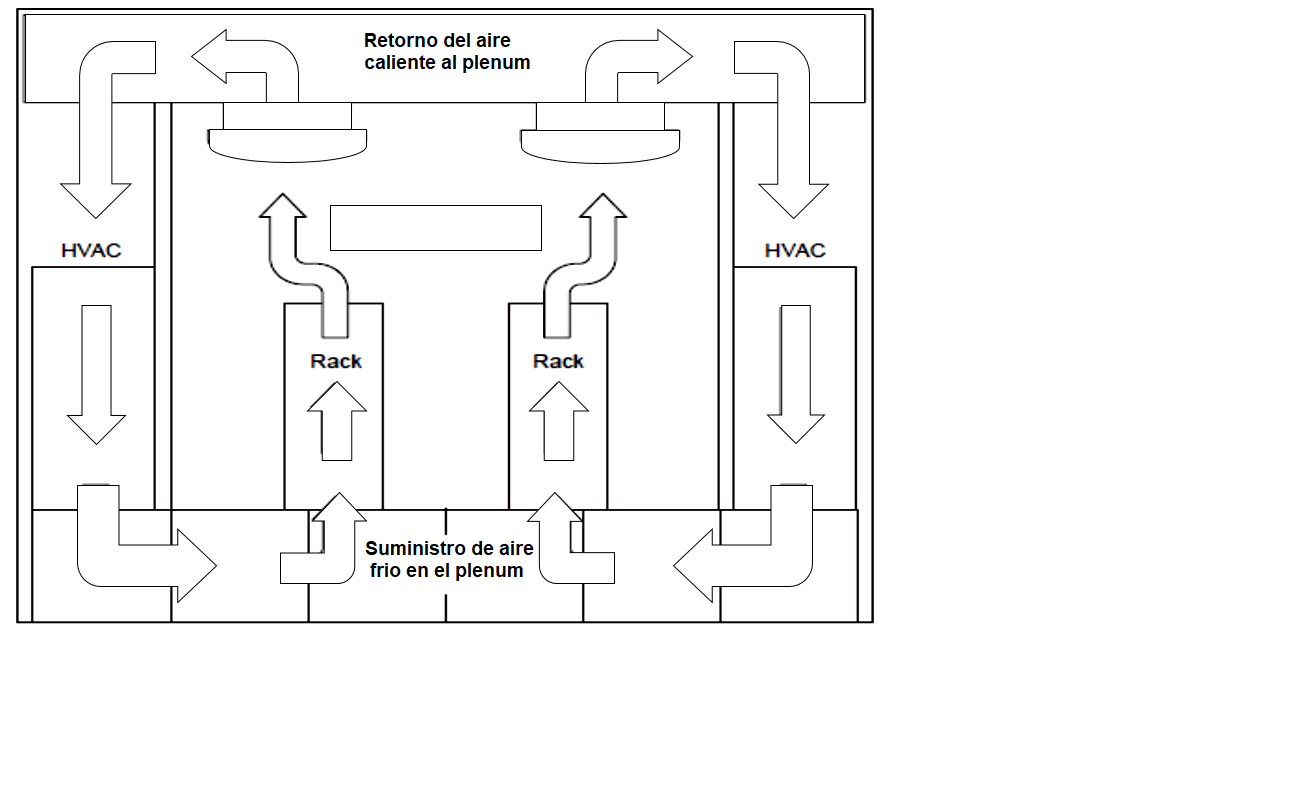 Retorno del aire
caliente al plenum
HVAC
HVAC
Rack
Rack
Suministro de aire
frio en el plenum